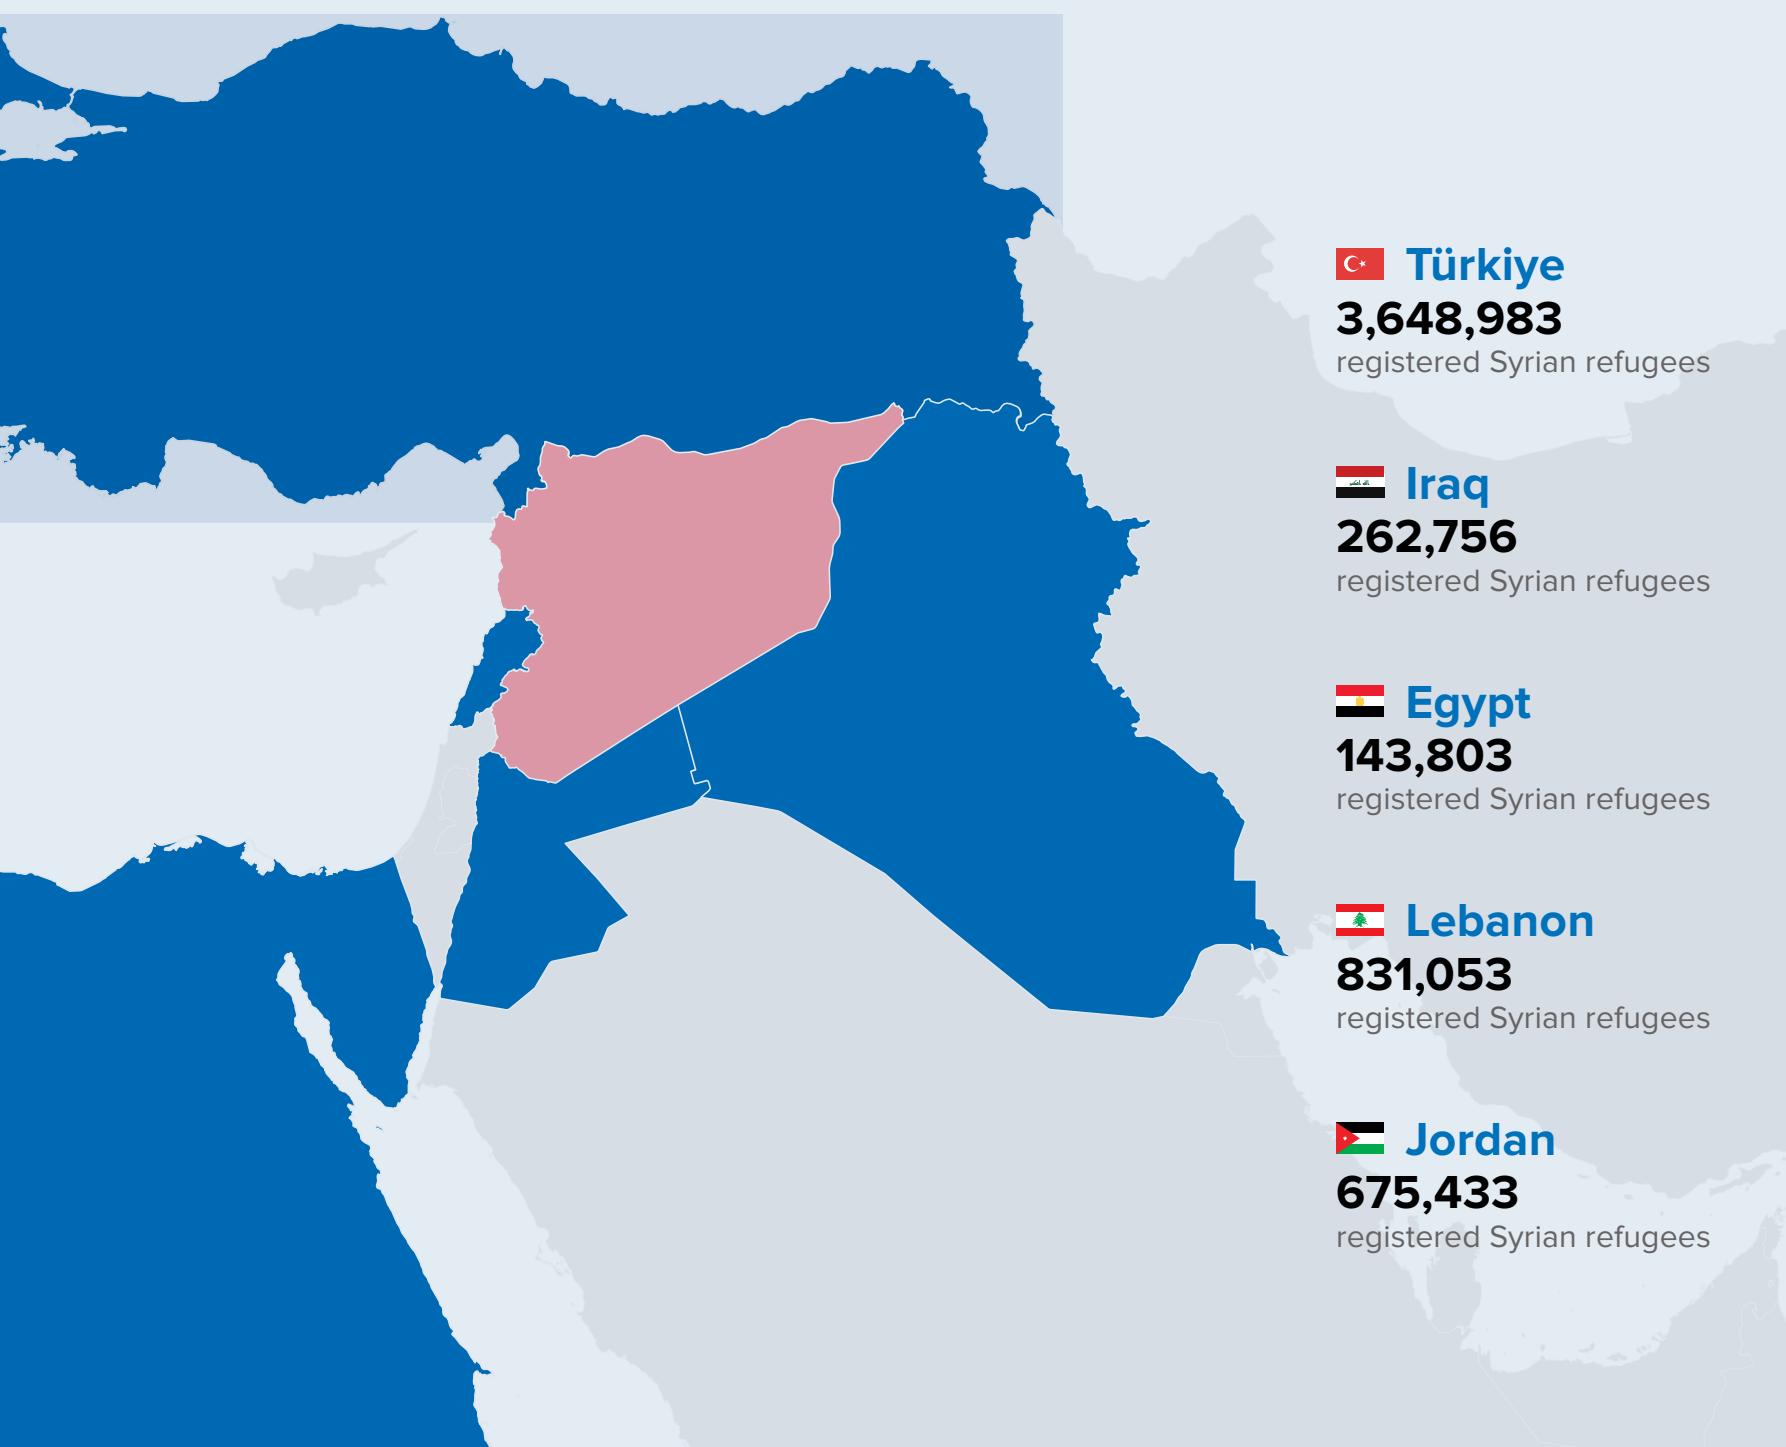 Türkiye
3,648,983
registered Syrian refugees
Iraq
262,756
registered Syrian refugees
Egypt
143,803
registered Syrian refugees
Lebanon
831,053
registered Syrian refugees
Jordan
675,433
registered Syrian refugees